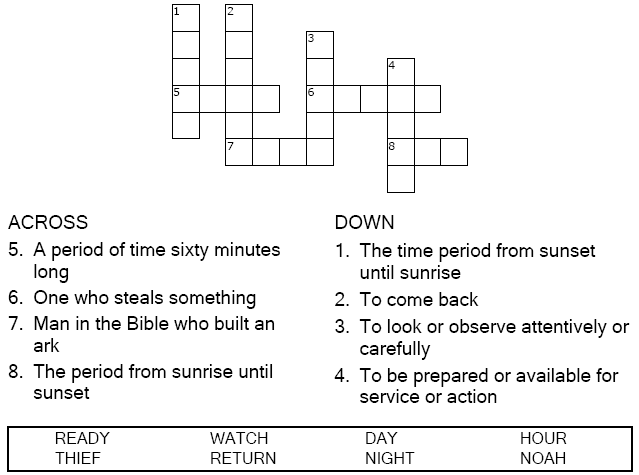 1 2
3
4
5 6
7 8
ACROSS
5. A period of time sixty minutes
long
6. One who steals something
7. Man in the Bible who built an
ark
8. The period from sunrise until
sunset
DOWN
1. The time period from sunset
until sunrise
2. To come back
3. To look or observe attentively or
carefully
4. To be prepared or available for
service or action
READY WATCH DAY HOUR
THIEF RETURN NIGHT NOAH